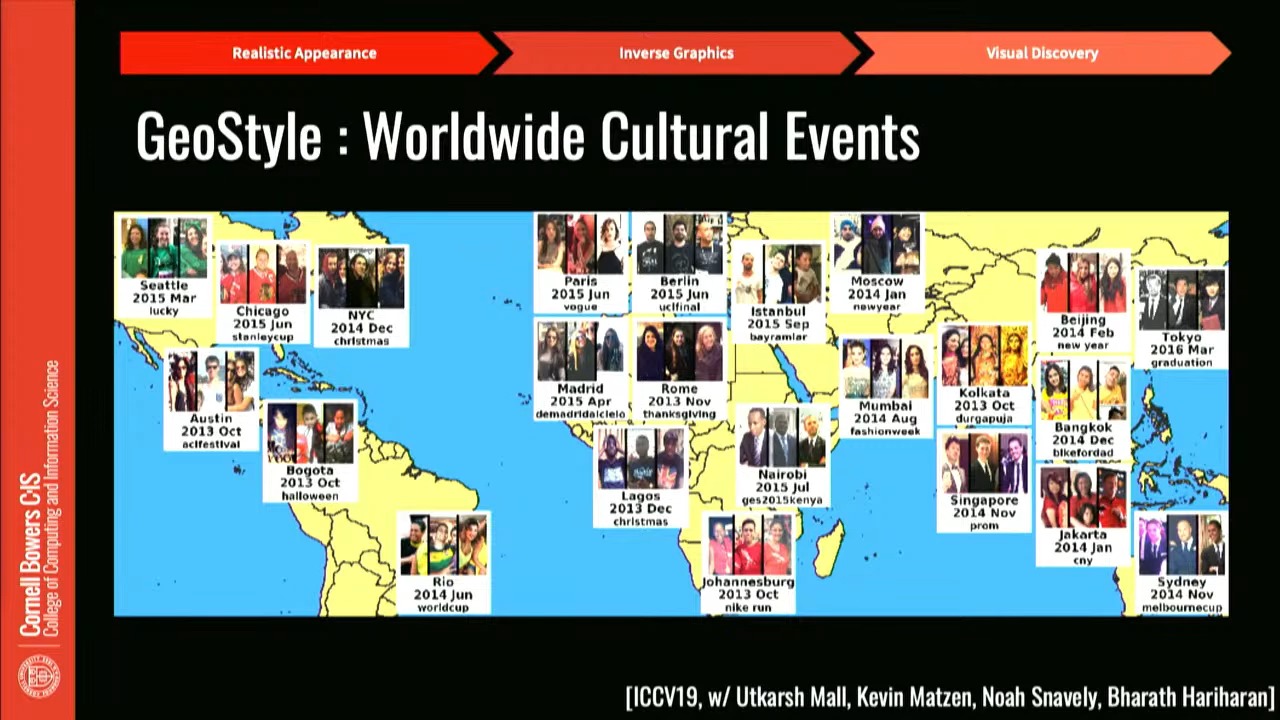 Realistic Appearance
Inverse Graphics
Visual Discovery
GeoStyle : Worldwide Cultural Events
Seattle
2015 Mar
lucky
Chicago
2015 Jun
stanleycup
NYC
2014 Dec
christmas
Paris
2015 Jun
vogue
Berlin
2015 Jun
uclfinal
Istanbul
2015 Sep
bayramlar
Moscow
2014 Jan
newyear
Beijing
2014 Feb
new year
Tokyo
2016 Mar
graduation
Austin
2013 Oct
aclfestival
Bogota
2013 Oct
halloween
Madrid
2015 Apr
demadridalcielo
Rome
2013 Nov
thanksgiving
Mumbai
2014 Aug
fashionweek
Kolkata
2013 Oct
durgapuja
Bangkok
2014 Dec
bikefordad
Lagos
2013 Dec
christmas
Nairobi
2015 Jul
ges2015kenya
Singapore
2014 Nov
prom
Jakarta
2014 Jan
cny
Rio
2014 Jun
worldcup
Johannesburg
2013 Oct
nike run
Sydney
2014 Nov
melbournecup
Cornell Bowers CIS
College of Computing and Information Science
[ICCV19, w/ Utkarsh Mall, Kevin Matzen, Noah Snavely, Bharath Hariharan]